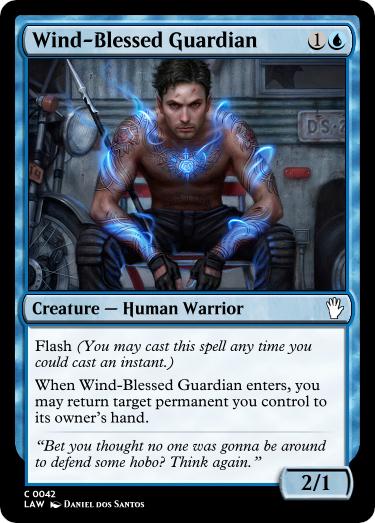 Wind-Blessed Guardian 1
DS-2
Creature — Human Warrior
Flash (You may cast this spell any time you
could cast an instant.)
When Wind-Blessed Guardian enters, you
may return target permanent you control to
its owner's hand.
“Bet you thought no one was gonna be around
to defend some hobo? Think again.”
2/1
C 0042
LAW DANIEL DOS SANTOS